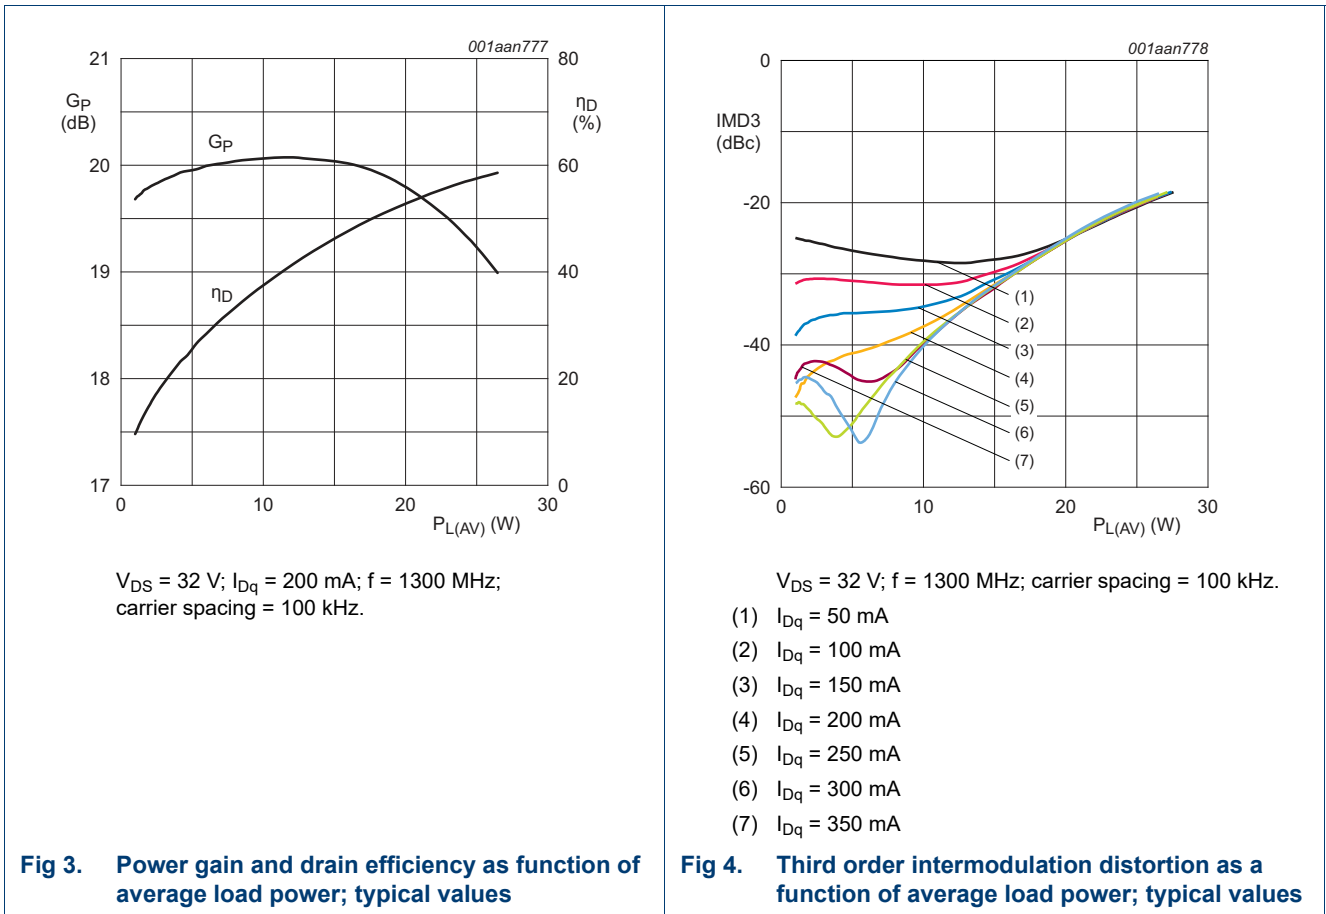 001aan777
21
20
19
18
17
GP
(dB)
80
60
40
20
0
ηD
(%)
GP
ηD
0
10
20
30
PL(AV) (W)
VDS = 32 V; IDq = 200 mA; f = 1300 MHz;
carrier spacing = 100 kHz.
Fig 3. Power gain and drain efficiency as function of
average load power; typical values
001aan778
0
-20
-40
-60
IMD3
(dBc)
(1)
(2)
(3)
(4)
(5)
(6)
(7)
0
10
20
30
PL(AV) (W)
VDS = 32 V; f = 1300 MHz; carrier spacing = 100 kHz.
(1) IDq = 50 mA
(2) IDq = 100 mA
(3) IDq = 150 mA
(4) IDq = 200 mA
(5) IDq = 250 mA
(6) IDq = 300 mA
(7) IDq = 350 mA
Fig 4. Third order intermodulation distortion as a
function of average load power; typical values